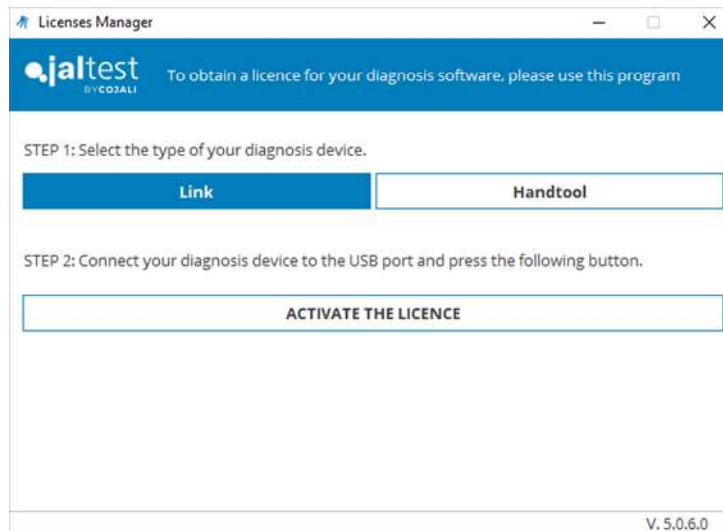 Licenses Manager
jaltest
BY COJALI
To obtain a licence for your diagnosis software, please use this program
STEP 1: Select the type of your diagnosis device.
Link
Handtool
STEP 2: Connect your diagnosis device to the USB port and press the following button.
ACTIVATE THE LICENCE
V. 5.0.6.0